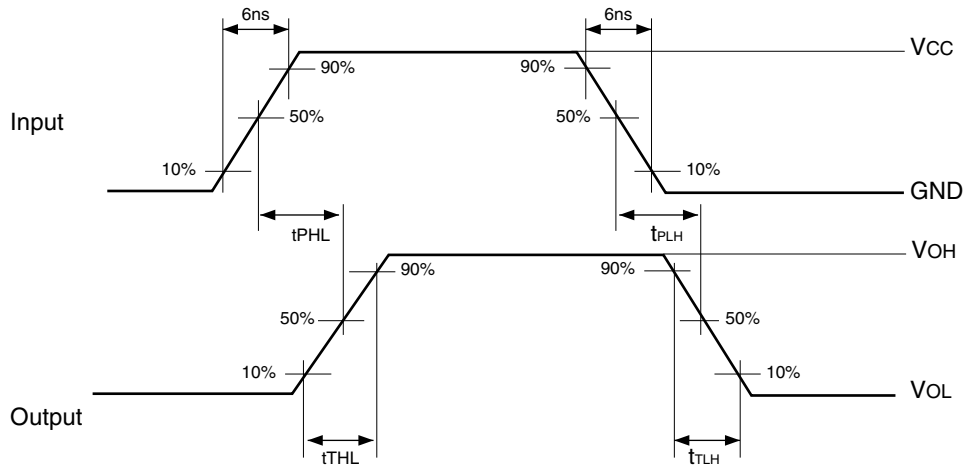 6ns
6ns
VCC
90%
90%
Input
50%
50%
10%
10%
GND
tPHL
tPLH
VOH
90%
90%
50%
50%
10%
10%
VOL
Output
tTHL
tTLH